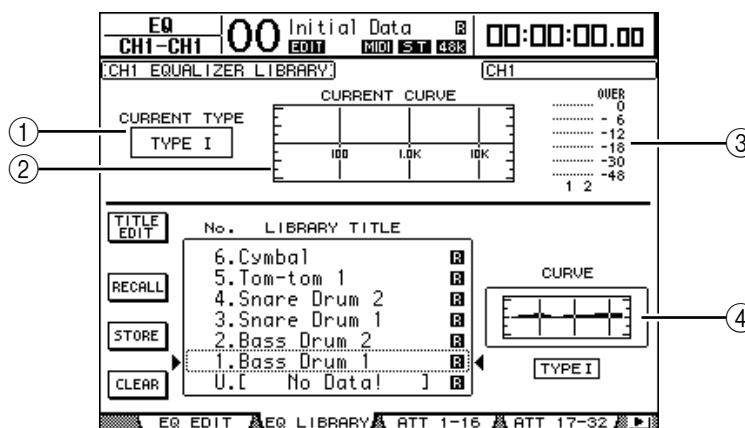 EQ
CH1-CH1
00
Initial Data R
EDIT MIDI ST 48K
00:00:00.00
CH1 EQUALIZER LIBRARY
CH1
CURRENT TYPE
TYPE I
CURRENT CURVE
100 1.0K 10K
OVER
0
-6
-12
-18
-30
-48
1 2
① ② ③ ④
TITLE EDIT
RECALL
STORE
CLEAR
No. LIBRARY TITLE
6.Cymbal R
5.Tom-tom 1 R
4.Snare Drum 2 R
3.Snare Drum 1 R
2.Bass Drum 2 R
1.Bass Drum 1 R
U.[ No Data! ] R
CURVE
TYPE I
EQ EDIT EQ LIBRARY ATT 1-16 ATT 17-32